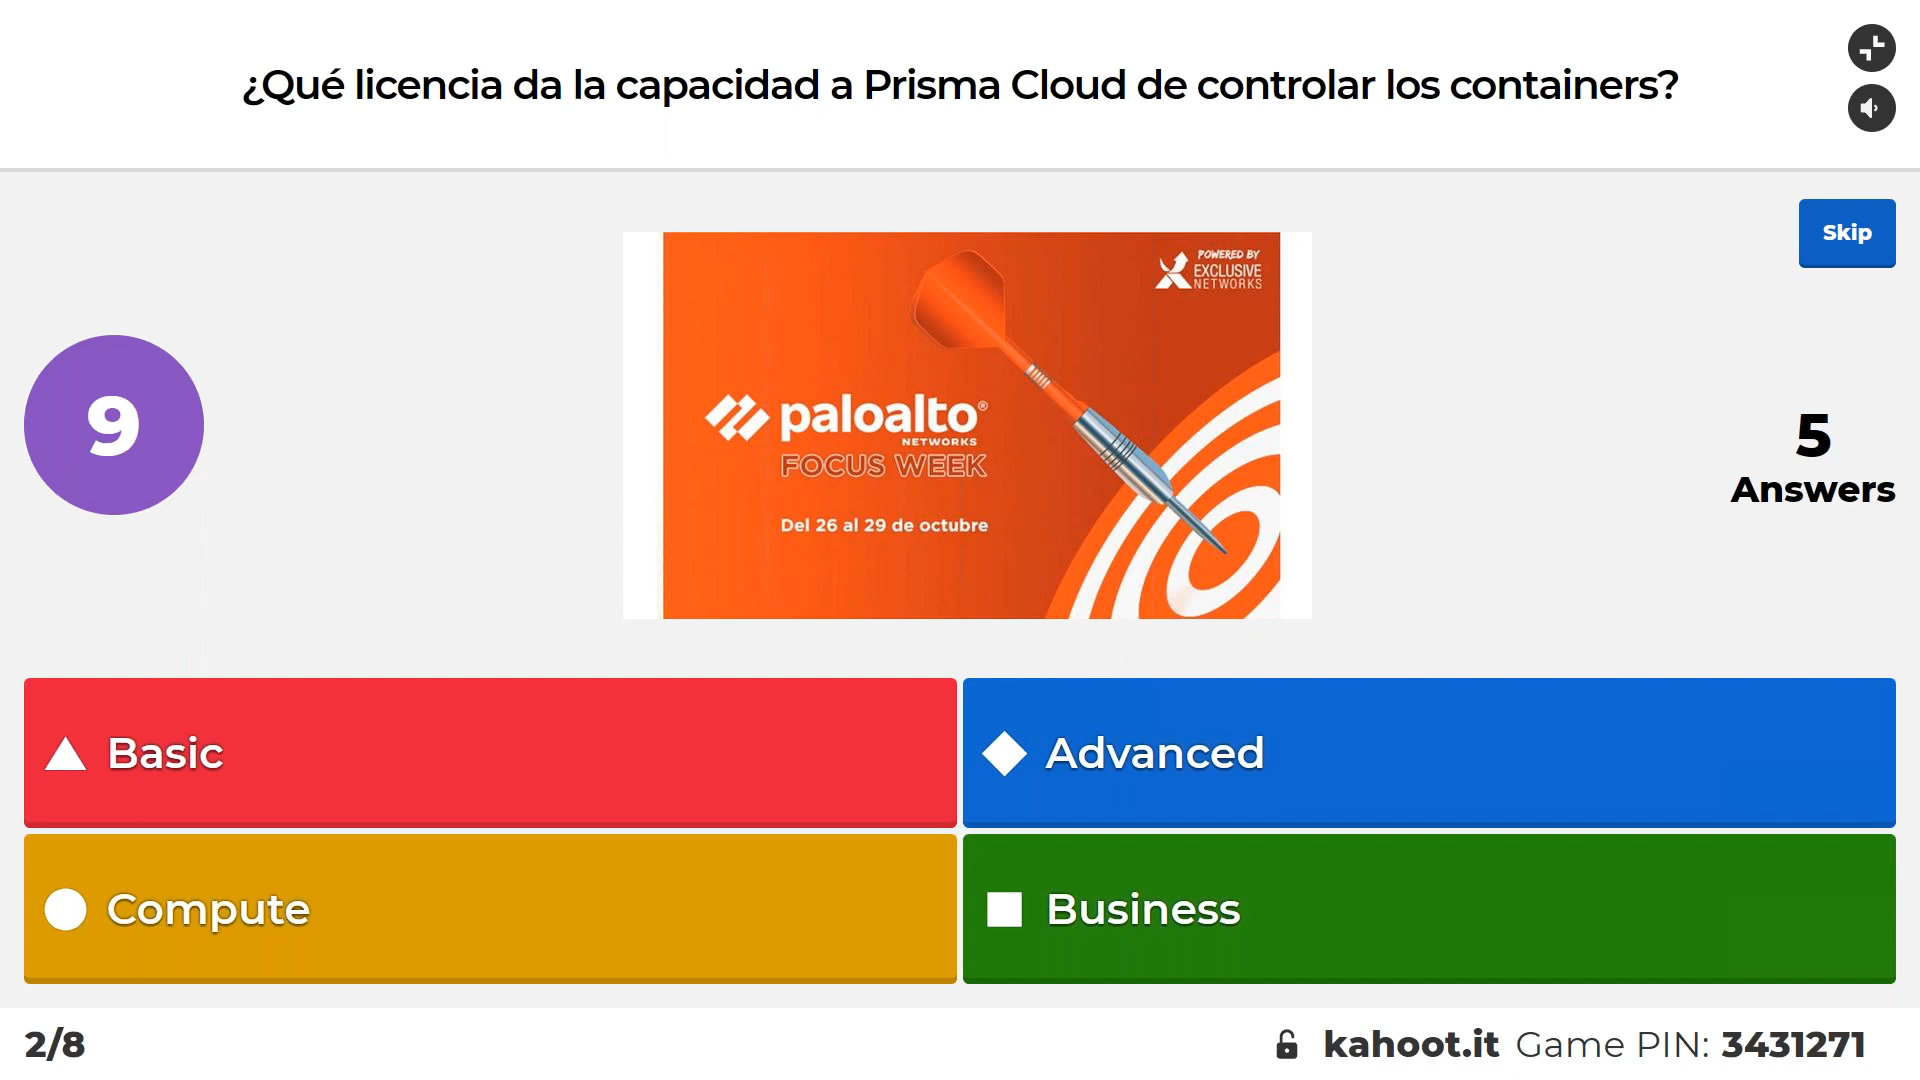 ¿Qué licencia da la capacidad a Prisma Cloud de controlar los containers?
Skip
POWERED BY
EXCLUSIVE
NETWORKS
9
paloalto®
NETWORKS
FOCUS WEEK
Del 26 al 29 de octubre
5
Answers
Basic
Advanced
Compute
Business
2/8
kahoot.it Game PIN: 3431271